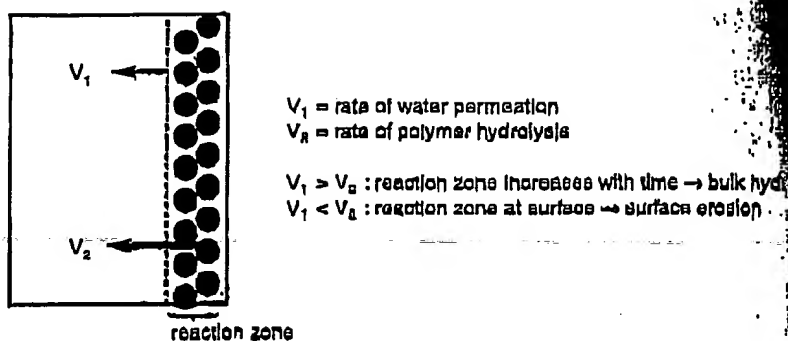 V₁
V₂
reaction zone
V₁ = rate of water permeation
V₂ = rate of polymer hydrolysis
V₁ > V₂ : reaction zone increases with time → bulk hyd
V₁ < V₂ : reaction zone at surface → surface erosion